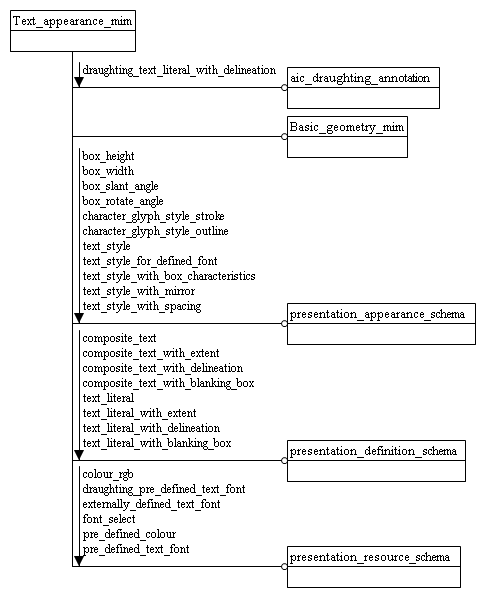 Text_appearance_mim
draughting_text_literal_with_delineation
aic_draughting_annotation
Basic_geometry_mim
box_height
box_width
box_slant_angle
box_rotate_angle
character_glyph_style_stroke
character_glyph_style_outline
text_style
text_style_for_defined_font
text_style_with_box_characteristics
text_style_with_mirror
text_style_with_spacing
presentation_appearance_schema
composite_text
composite_text_with_extent
composite_text_with_delineation
composite_text_with_blanking_box
text_literal
text_literal_with_extent
text_literal_with_delineation
text_literal_with_blanking_box
presentation_definition_schema
colour_rgb
draughting_pre_defined_text_font
externally_defined_text_font
font_select
pre_defined_colour
pre_defined_text_font
presentation_resource_schema